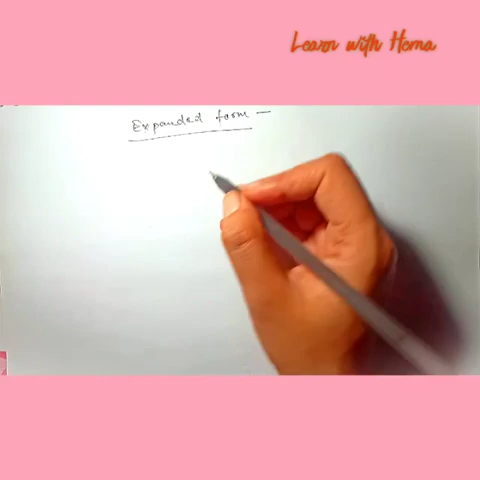 Learn with Hema
Expanded form —